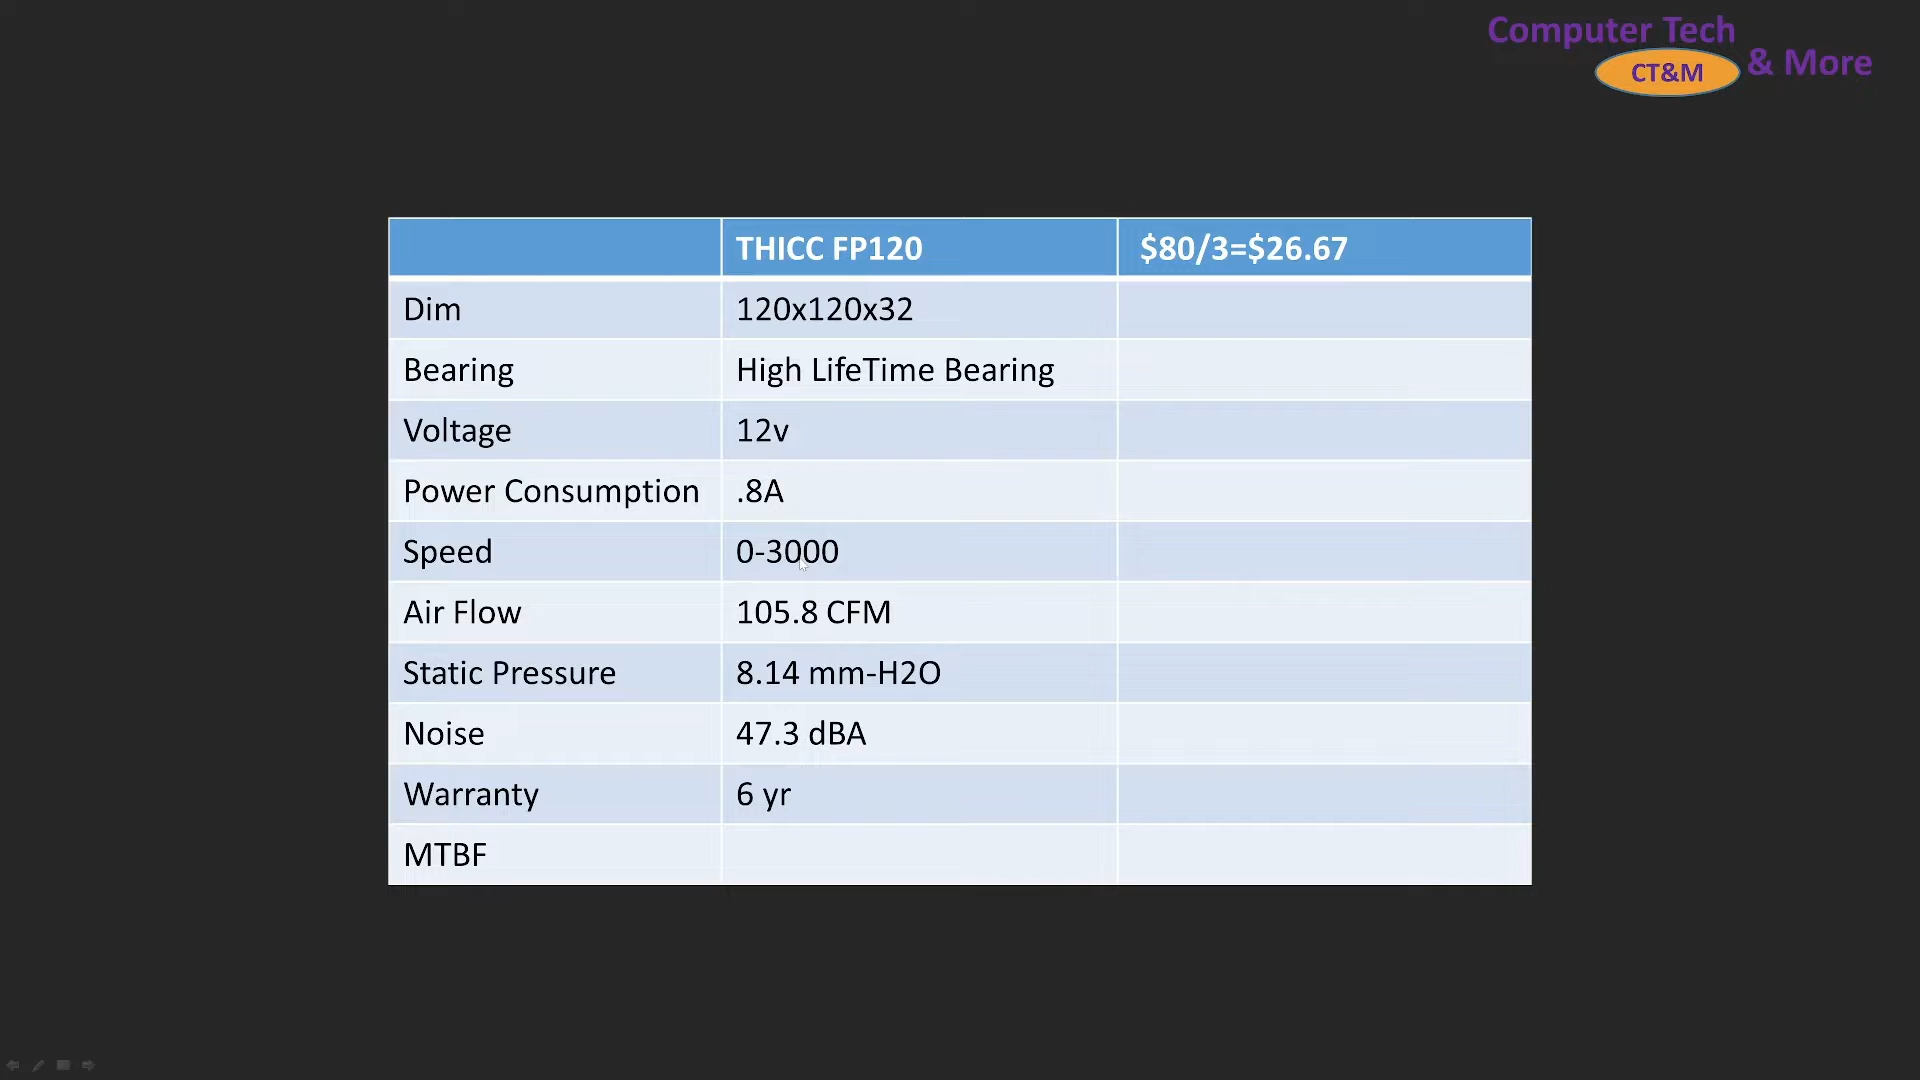 Computer Tech
CT&M & More
THICC FP120 $80/3=$26.67
Dim 120x120x32
Bearing High LifeTime Bearing
Voltage 12v
Power Consumption .8A
Speed 0-3000
Air Flow 105.8 CFM
Static Pressure 8.14 mm-H2O
Noise 47.3 dBA
Warranty 6 yr
MTBF